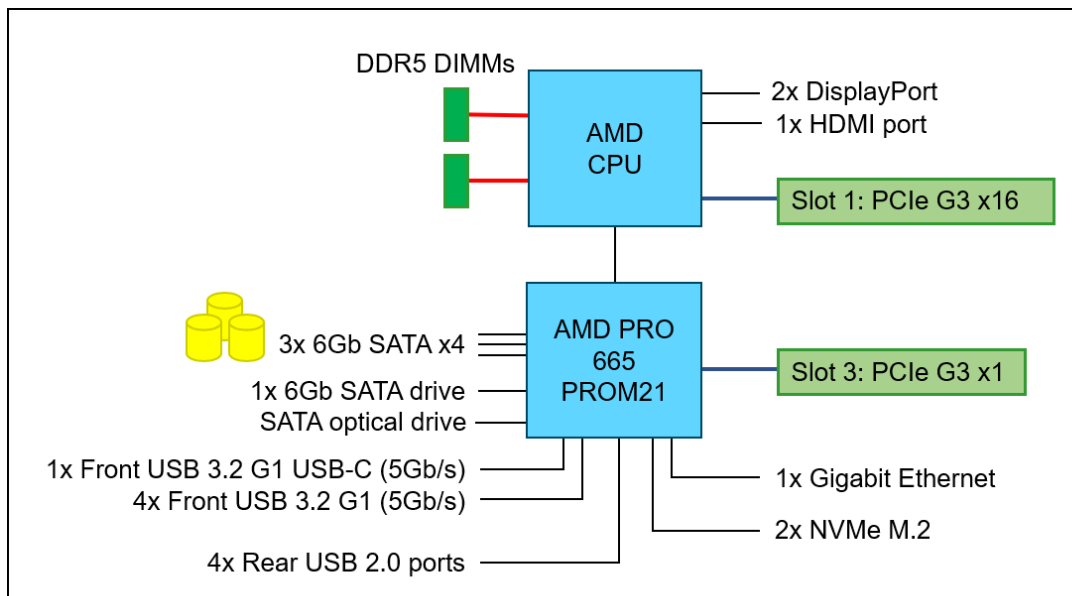 DDR5 DIMMs
AMD
CPU
2x DisplayPort
1x HDMI port
Slot 1: PCIe G3 x16
3x 6Gb SATA x4
1x 6Gb SATA drive
SATA optical drive
AMD PRO
665
PROM21
Slot 3: PCIe G3 x1
1x Front USB 3.2 G1 USB-C (5Gb/s)
4x Front USB 3.2 G1 (5Gb/s)
4x Rear USB 2.0 ports
1x Gigabit Ethernet
2x NVMe M.2